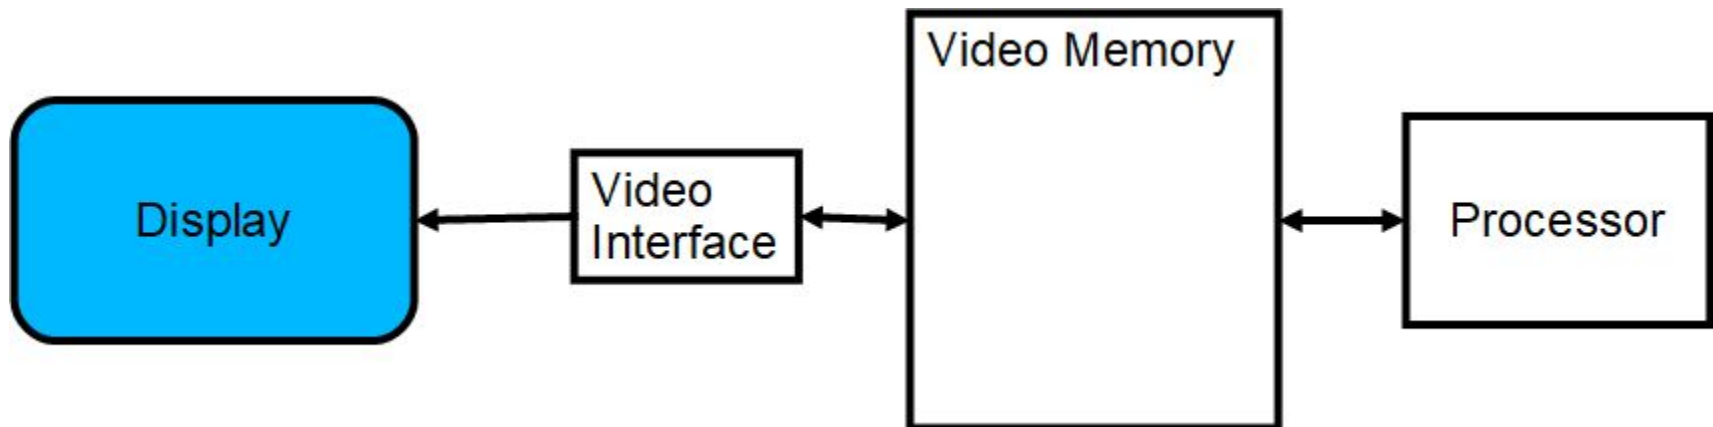 Display
Video
Interface
Video Memory
Processor